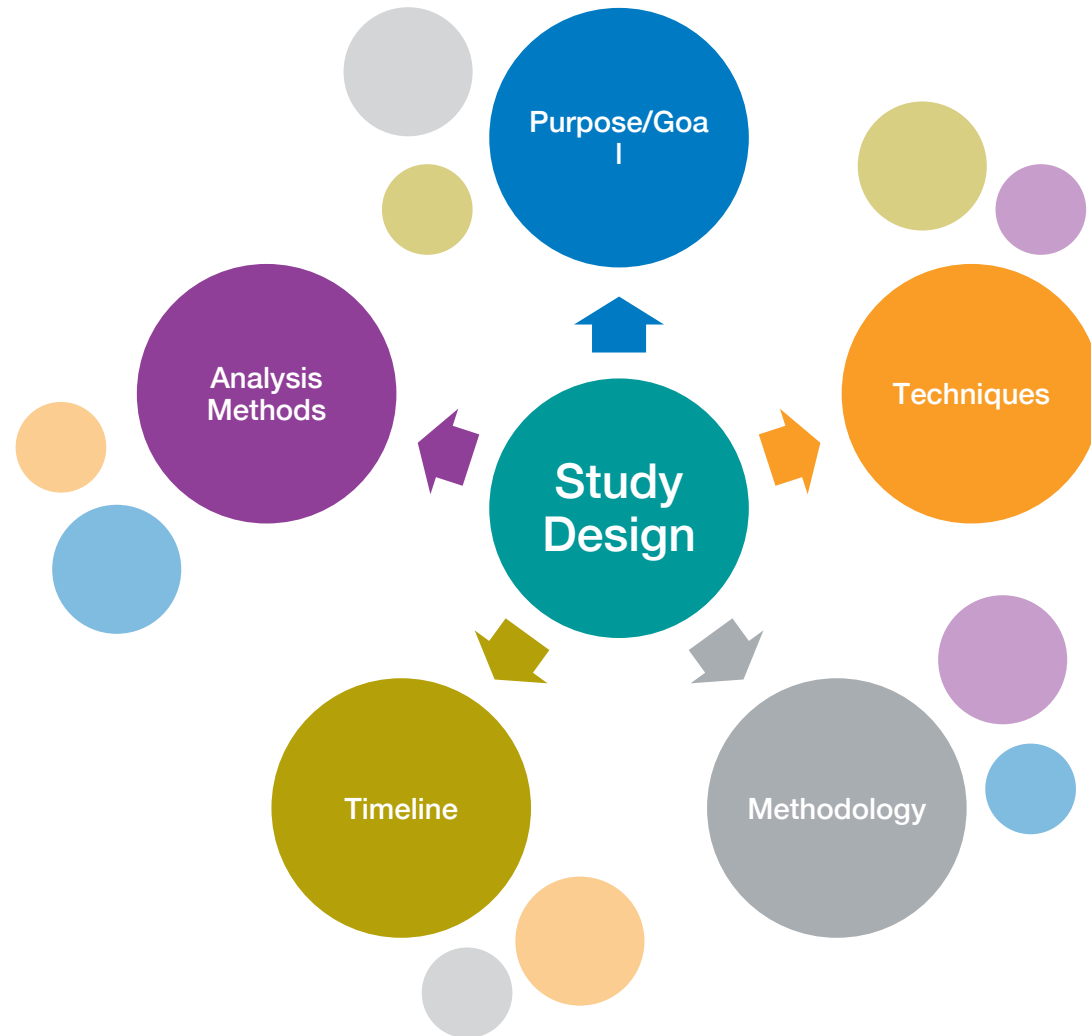 Purpose/Goa
l
Techniques
Analysis
Methods
Study
Design
Timeline
Methodology